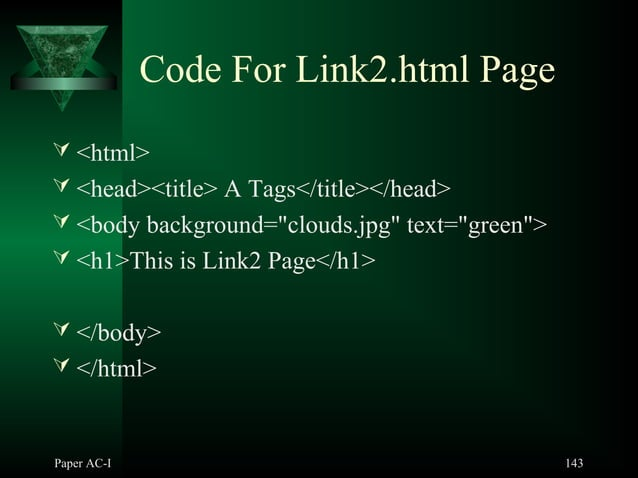 Code For Link2.html Page
<html>
<head><title> A Tags</title></head>
<body background="clouds.jpg" text="green">
<h1>This is Link2 Page</h1>
</body>
</html>
Paper AC-I
143